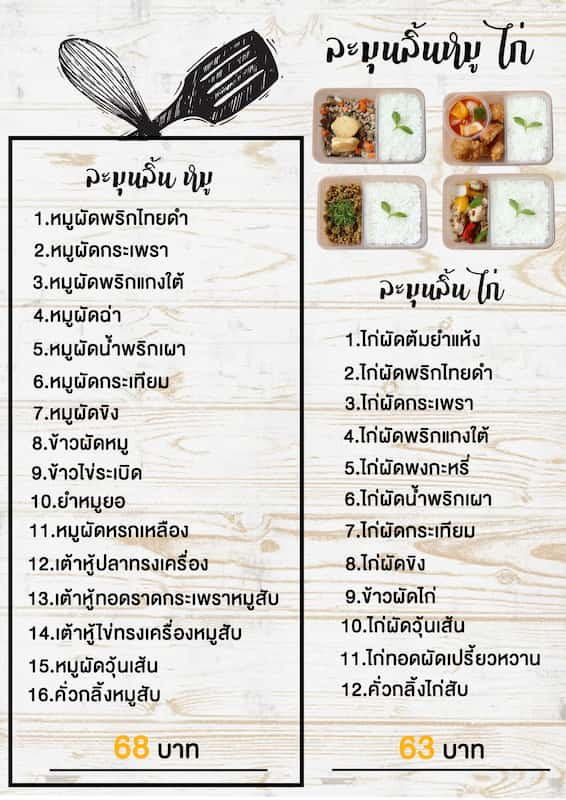 ละมุนลิ้นหมู ไก่
ละมุนลิ้น หมู
1.หมูผัดพริกไทยดำ
2.หมูผัดกระเพรา
3.หมูผัดพริกแกงใต้
4.หมูผัดฉ่า
5.หมูผัดน้ำพริกเผา
6.หมูผัดกระเทียม
7.หมูผัดขิง
8.ข้าวผัดหมู
9.ข้าวไข่ระเบิด
10.ยำหมูยอ
11.หมูผัดหรกเหลือง
12.เต้าหู้ปลาทรงเครื่อง
13.เต้าหู้ทอดราดกระเพราหมูสับ
14.เต้าหู้ไข่ทรงเครื่องหมูสับ
15.หมูผัดวุ้นเส้น
16.คั่วกลิ้งหมูสับ
68 บาท
ละมุนลิ้น ไก่
1.ไก่ผัดต้มยำแห้ง
2.ไก่ผัดพริกไทยดำ
3.ไก่ผัดกระเพรา
4.ไก่ผัดพริกแกงใต้
5.ไก่ผัดพงกะหรี่
6.ไก่ผัดน้ำพริกเผา
7.ไก่ผัดกระเทียม
8.ไก่ผัดขิง
9.ข้าวผัดไก่
10.ไก่ผัดวุ้นเส้น
11.ไก่ทอดผัดเปรี้ยวหวาน
12.คั่วกลิ้งไก่สับ
63 บาท